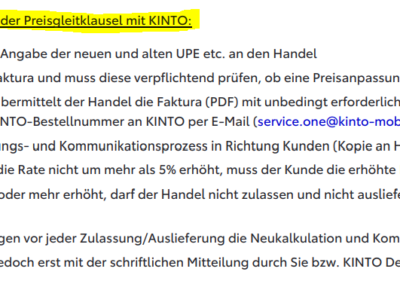 der Preisgleitklausel mit KINTO:
Angabe der neuen und alten UPE etc. an den Handel
aktura und muss diese verpflichtend prüfen, ob eine Preisanpassun
bermittelt der Handel die Faktura (PDF) mit unbedingt erforderlic
NTO-Bestellnummer an KINTO per E-Mail (service.one@kinto-mob
ngs- und Kommunikationsprozess in Richtung Kunden (Kopie an H
die Rate nicht um mehr als 5% erhöht, muss der Kunde die erhöhte
oder mehr erhöht, darf der Handel nicht zulassen und nicht ausliefe
gen vor jeder Zulassung/Auslieferung die Neukalkulation und Kom
edoch erst mit der schriftlichen Mitteilung durch Sie bzw. KINTO De